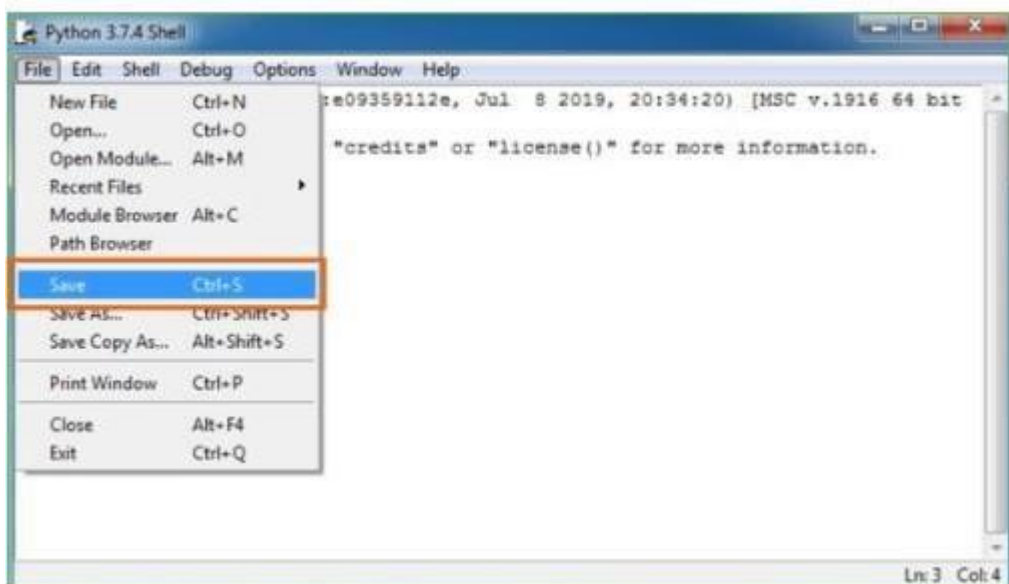 Python 3.7.4 Shell
File Edit Shell Debug Options Window Help
New File Ctrl+N
:e09359112e, Jul 8 2019, 20:34:20) [MSC v.1916 64 bit
Open... Ctrl+O
"credits" or "license()" for more information.
Open Module... Alt+M
Recent Files
Module Browser Alt+C
Path Browser
Save Ctrl+S
Save As... Ctrl+Shift+S
Save Copy As... Alt+Shift+S
Print Window Ctrl+P
Close Alt+F4
Exit Ctrl+Q
Ln: 3 Col: 4